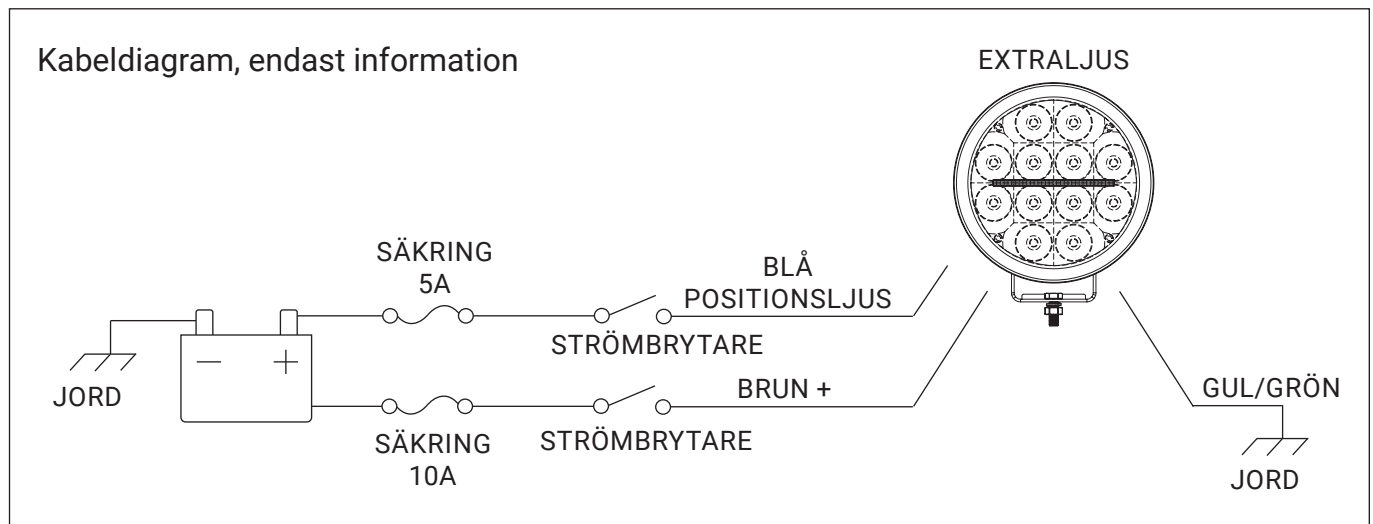 Kabeldiagram, endast information
EXTRALJUS
SÄKRING
5A
BLÅ
POSITIONSLJUS
STRÖMBRYTARE
JORD
− +
BRUN +
SÄKRING
10A
STRÖMBRYTARE
GUL/GRÖN
JORD